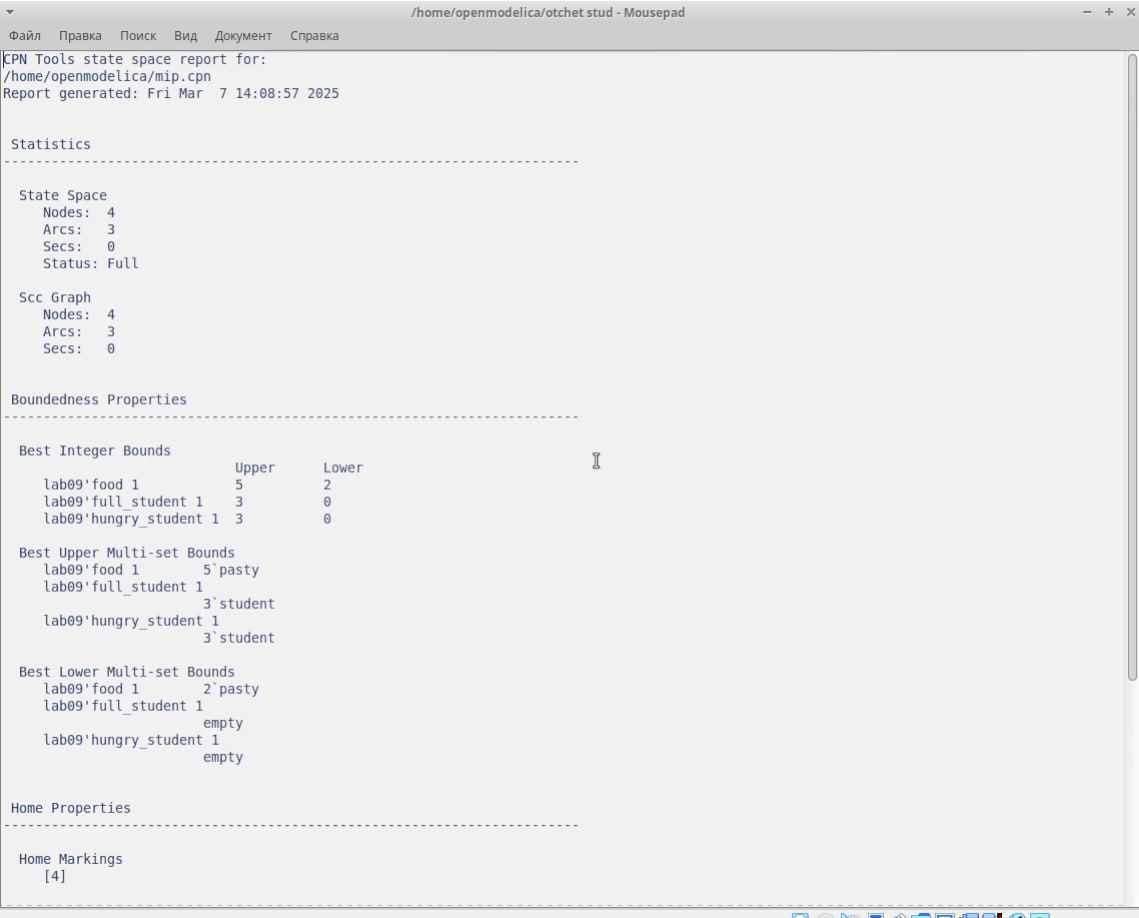 /home/openmodelica/otchet stud - Mousepad
Файл Правка Поиск Вид Документ Справка
CPN Tools state space report for:
/home/openmodelica/mip.cpn
Report generated: Fri Mar  7 14:08:57 2025
Statistics
------------------------------------------------------------------------
State Space
Nodes:  4
Arcs:   3
Secs:   0
Status: Full
Scc Graph
Nodes:  4
Arcs:   3
Secs:   0
Boundedness Properties
------------------------------------------------------------------------
Best Integer Bounds
Upper      Lower
lab09'food 1            5          2
lab09'full_student 1    3          0
lab09'hungry_student 1  3          0
Best Upper Multi-set Bounds
lab09'food 1        5`pasty
lab09'full_student 1
3`student
lab09'hungry_student 1
3`student
Best Lower Multi-set Bounds
lab09'food 1        2`pasty
lab09'full_student 1
empty
lab09'hungry_student 1
empty
Home Properties
------------------------------------------------------------------------
Home Markings
[4]